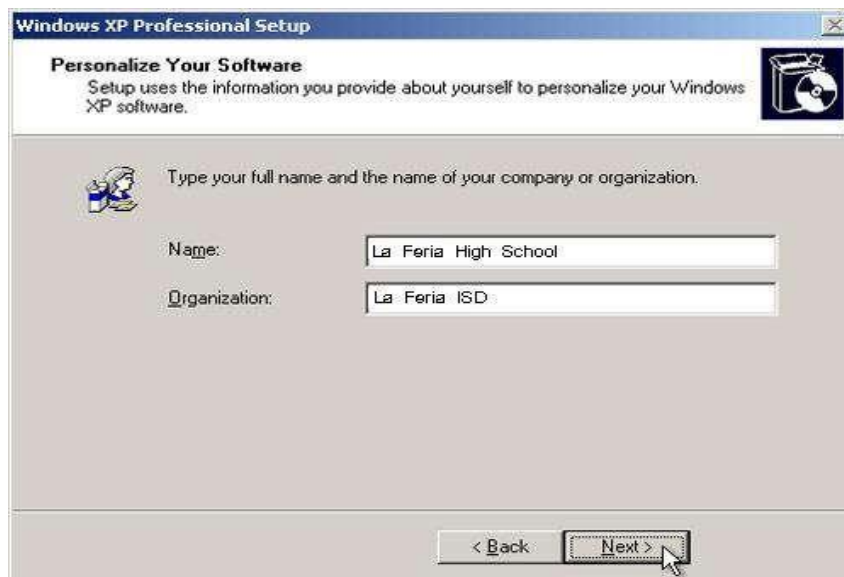 Windows XP Professional Setup
Personalize Your Software
Setup uses the information you provide about yourself to personalize your Windows
XP software.
Type your full name and the name of your company or organization.
Name: La Feria High School
Organization: La Feria ISD
< Back Next >